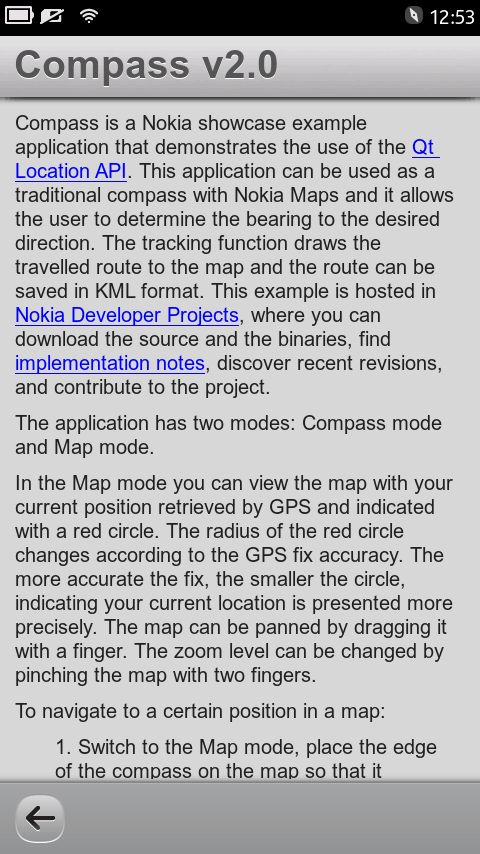 12:53
Compass v2.0
Compass is a Nokia showcase example
application that demonstrates the use of the Qt
Location API. This application can be used as a
traditional compass with Nokia Maps and it allows
the user to determine the bearing to the desired
direction. The tracking function draws the
travelled route to the map and the route can be
saved in KML format. This example is hosted in
Nokia Developer Projects, where you can
download the source and the binaries, find
implementation notes, discover recent revisions,
and contribute to the project.
The application has two modes: Compass mode
and Map mode.
In the Map mode you can view the map with your
current position retrieved by GPS and indicated
with a red circle. The radius of the red circle
changes according to the GPS fix accuracy. The
more accurate the fix, the smaller the circle,
indicating your current location is presented more
precisely. The map can be panned by dragging it
with a finger. The zoom level can be changed by
pinching the map with two fingers.
To navigate to a certain position in a map:
1. Switch to the Map mode, place the edge
of the compass on the map so that it